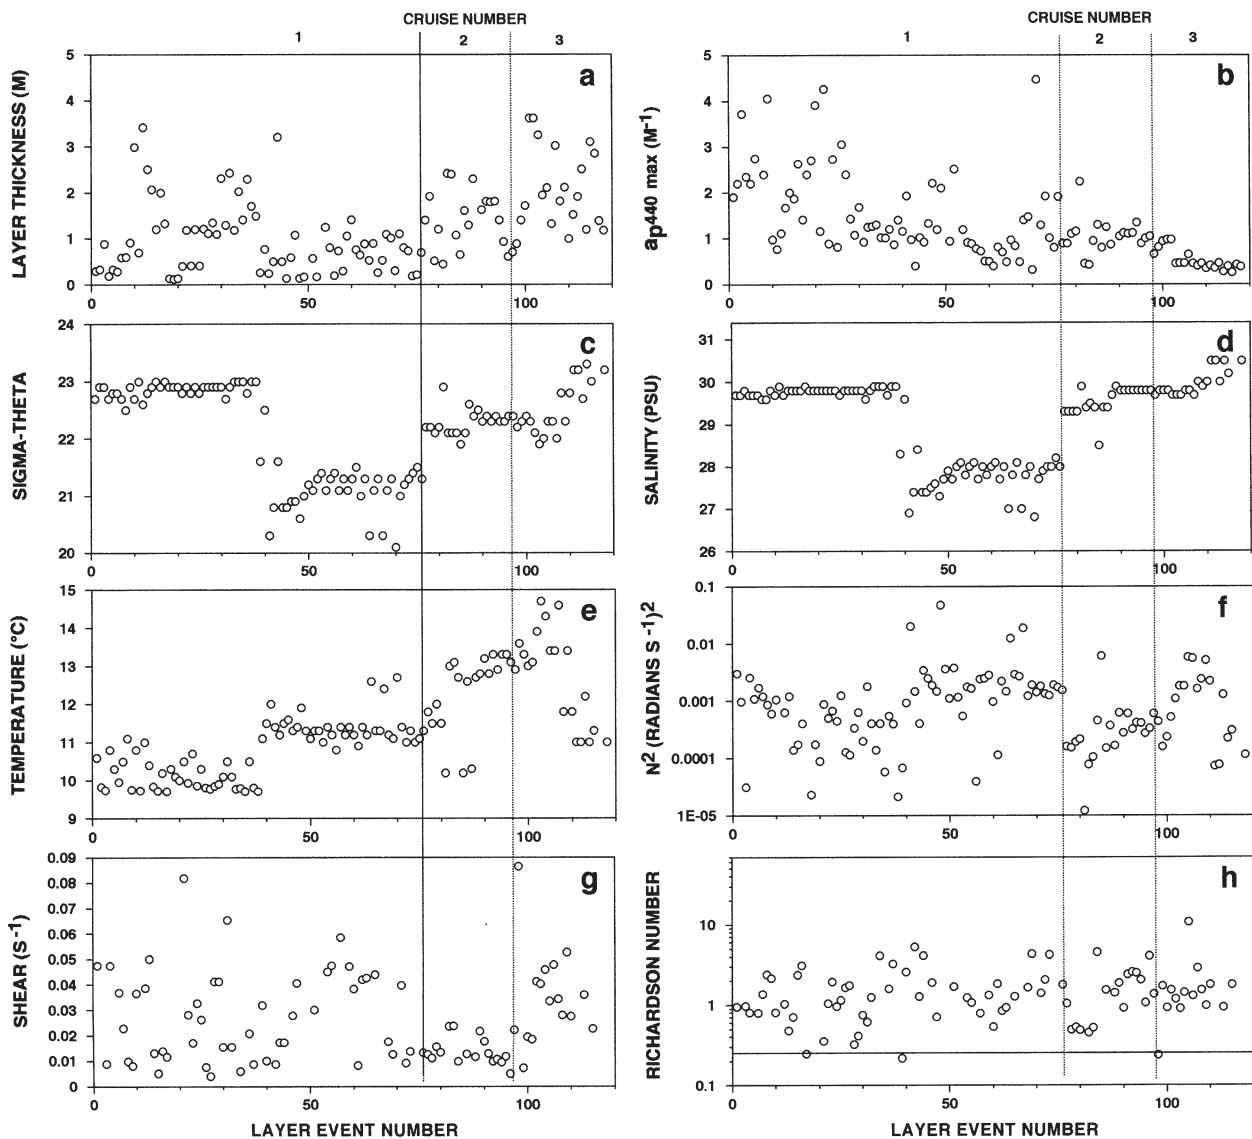 CRUISE NUMBER
1 2 3
a
LAYER THICKNESS (M)
5
4
3
2
1
0
0 50 100
CRUISE NUMBER
1 2 3
b
ap440 max (M-1)
5
4
3
2
1
0
0 50 100
c
SIGMA-THETA
24
23
22
21
20
0 50 100
d
SALINITY (PSU)
31
30
29
28
27
26
0 50 100
e
TEMPERATURE (°C)
15
14
13
12
11
10
9
0 50 100
f
N2 (RADIANS S -1)2
0.1
0.01
0.001
0.0001
1E-05
0 50 100
g
SHEAR (S-1)
0.09
0.08
0.07
0.06
0.05
0.04
0.03
0.02
0.01
0
0 50 100
LAYER EVENT NUMBER
h
RICHARDSON NUMBER
10
1
0.1
0 50 100
LAYER EVENT NUMBER